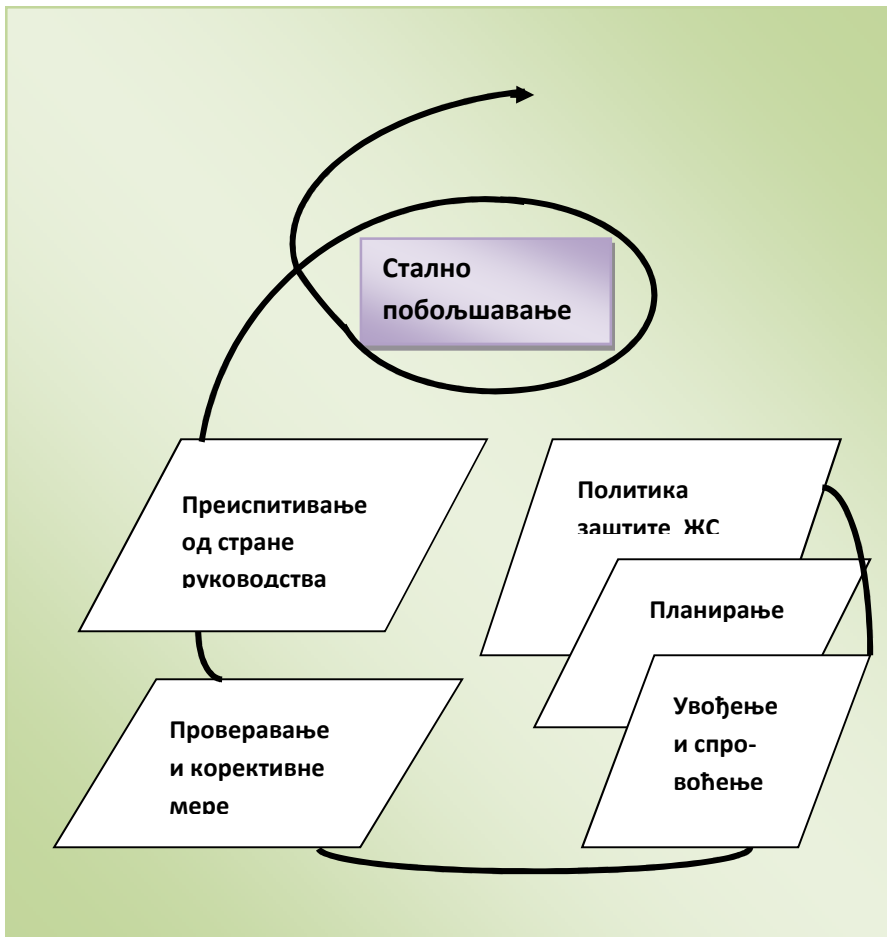 Стално
побољшавање
Преиспитивање
од стране
руководства
Политика
заштите ЖС
Планирање
Проверавање
и корективне
мере
Увођење
и спро-
вођење